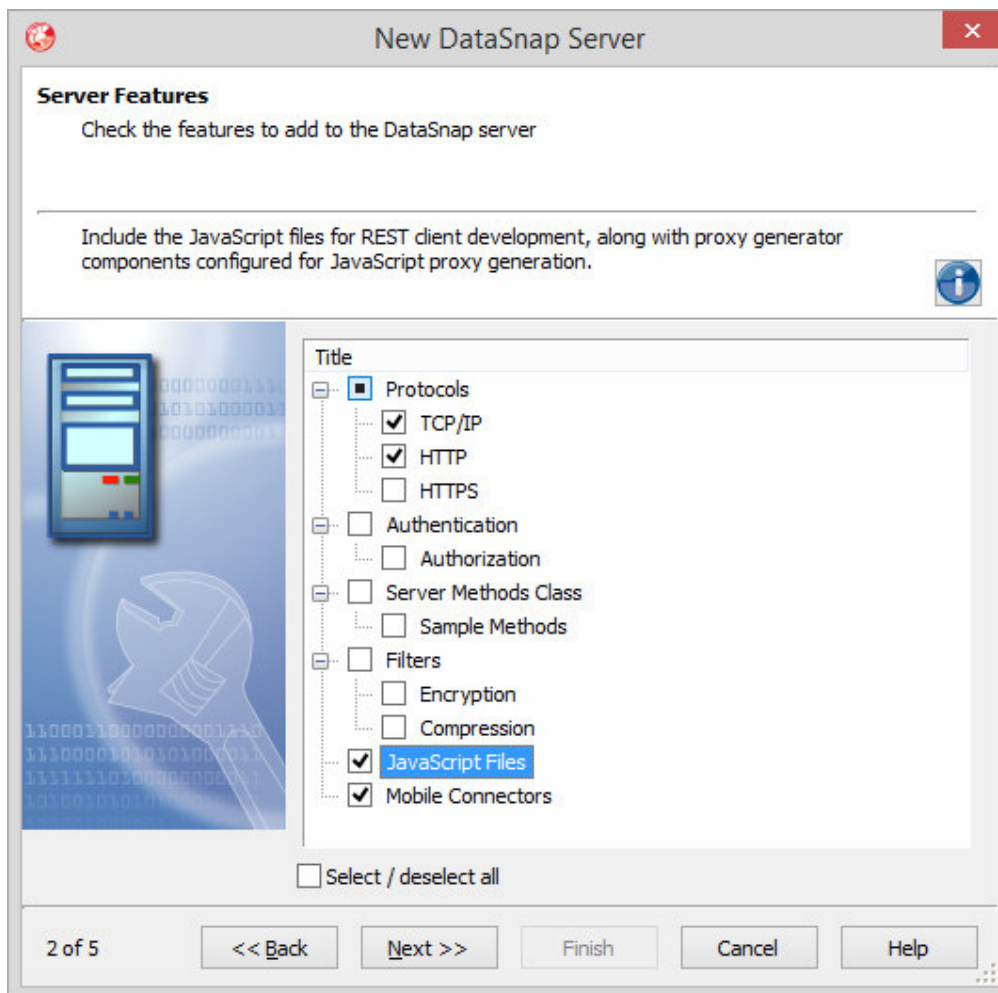 New DataSnap Server
Server Features
Check the features to add to the DataSnap server
Include the JavaScript files for REST client development, along with proxy generator
components configured for JavaScript proxy generation.
Title
Protocols
TCP/IP
HTTP
HTTPS
Authentication
Authorization
Server Methods Class
Sample Methods
Filters
Encryption
Compression
JavaScript Files
Mobile Connectors
Select / deselect all
2 of 5
<< Back
Next >>
Finish
Cancel
Help